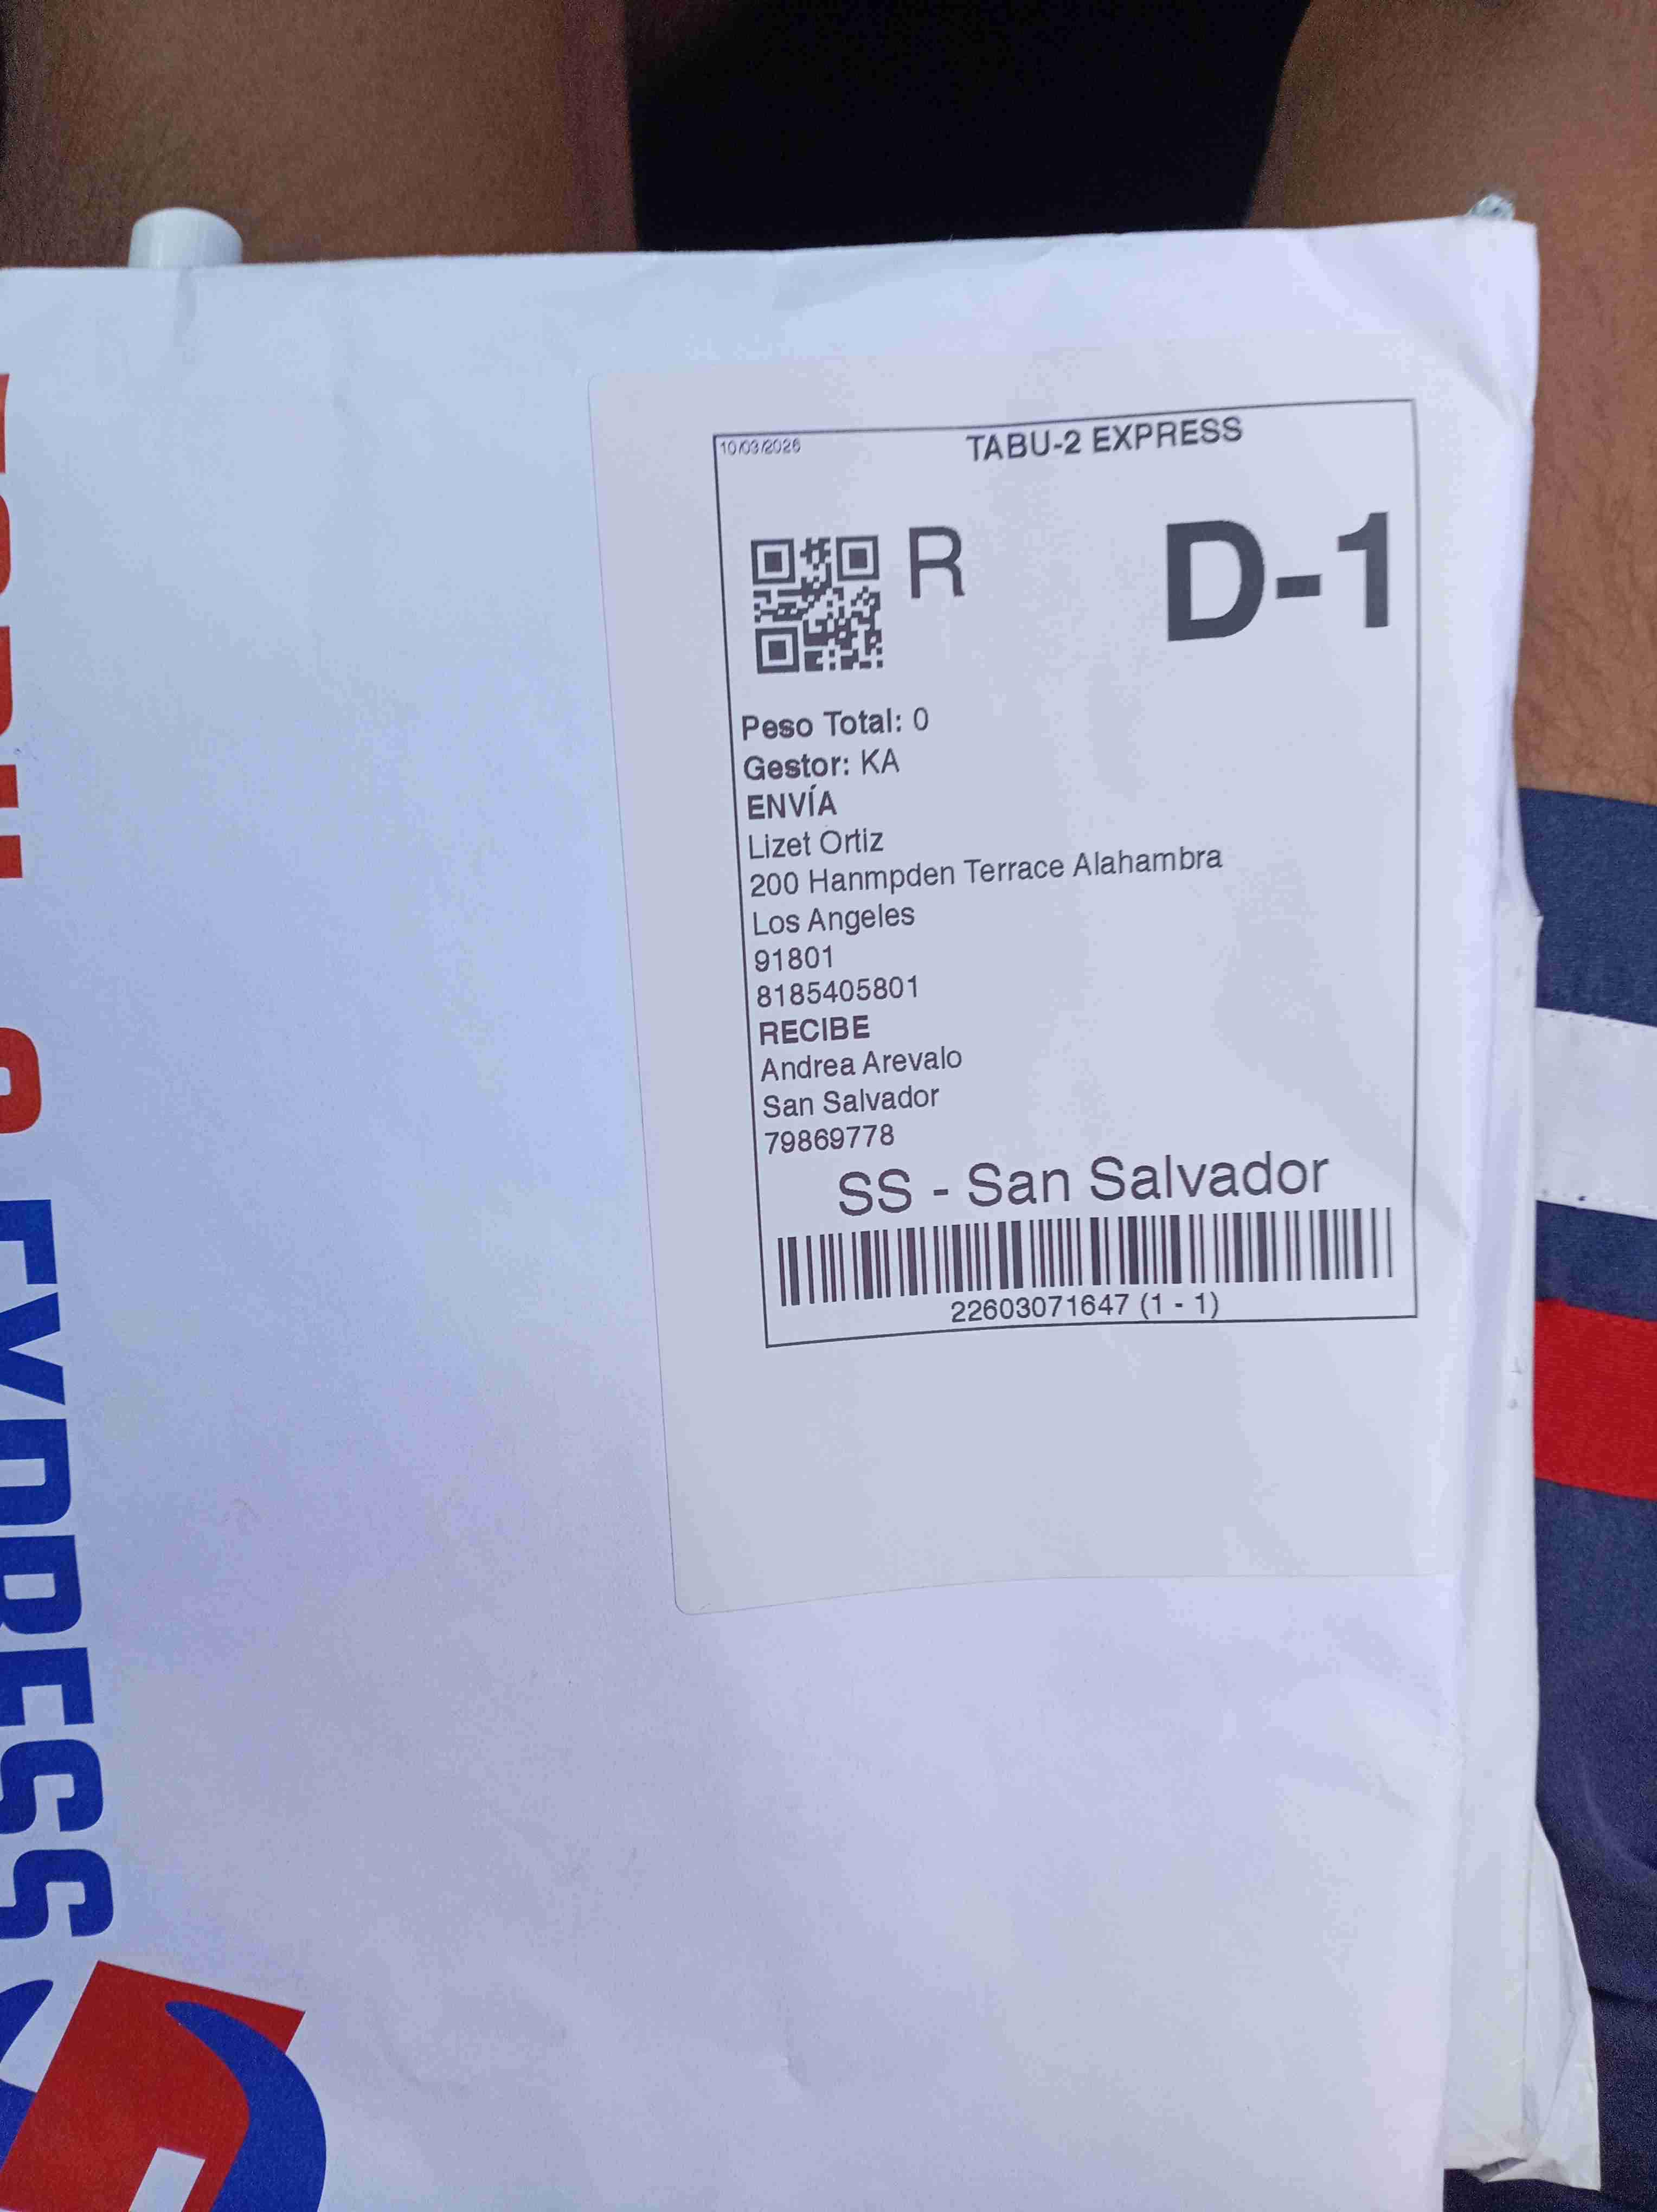 10/03/2026
TABU-2 EXPRESS
R
D-1
Peso Total: 0
Gestor: KA
ENVÍA
Lizet Ortiz
200 Hanmpden Terrace Alahambra
Los Angeles
91801
8185405801
RECIBE
Andrea Arevalo
San Salvador
79869778
SS - San Salvador
22603071647 (1 - 1)
EXPRESS